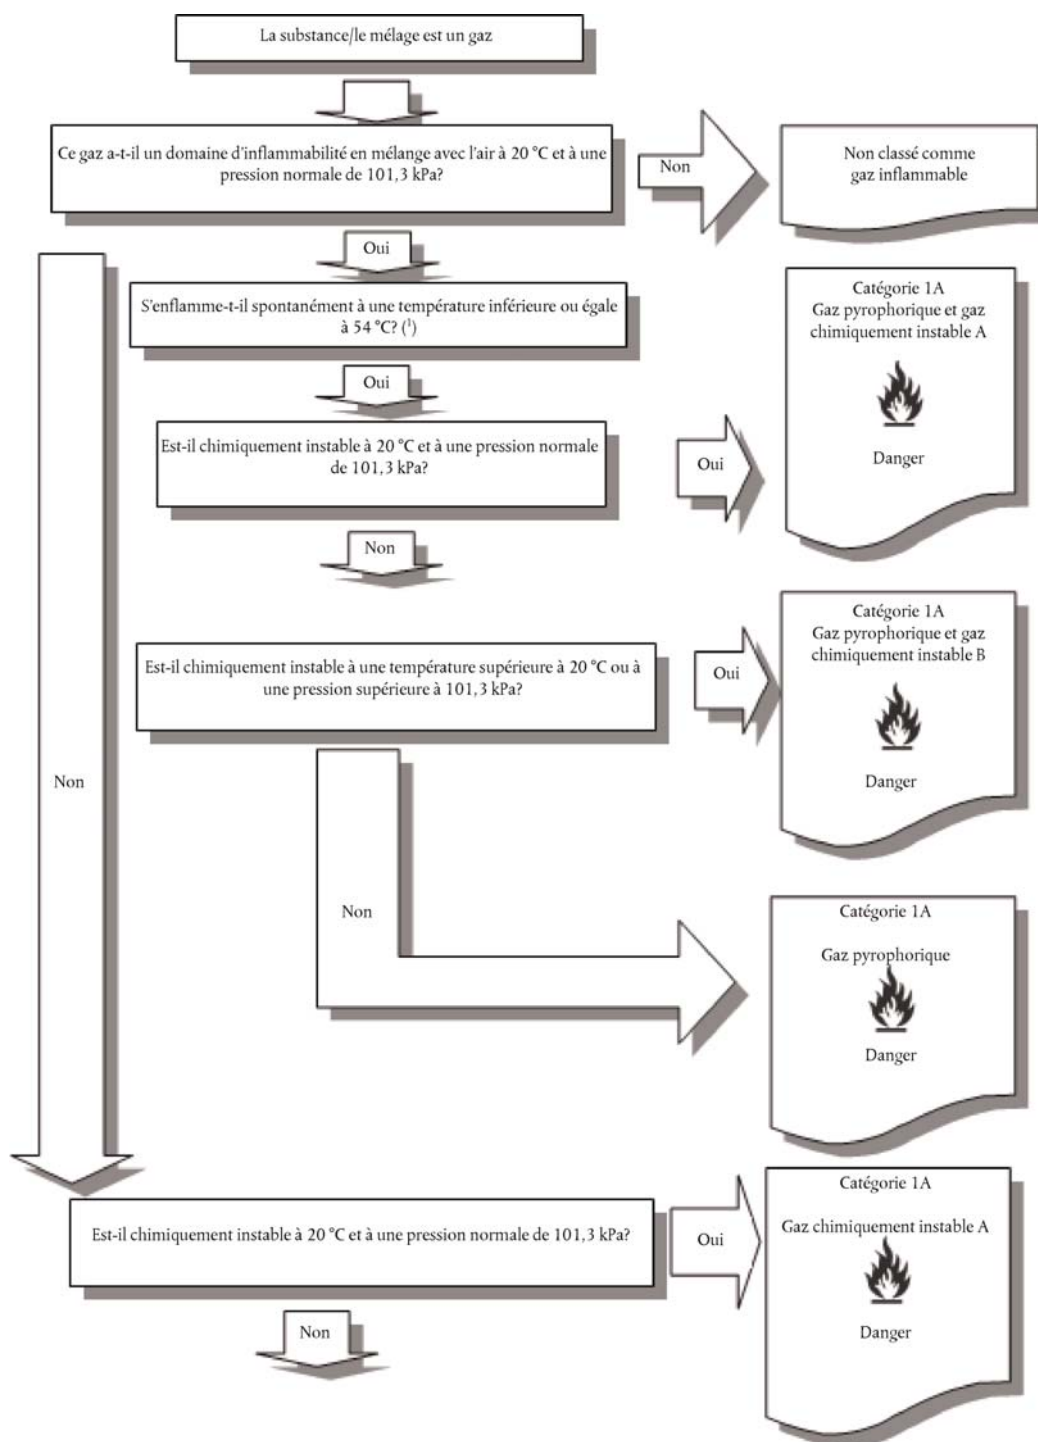 La substance/le mélage est un gaz
Ce gaz a-t-il un domaine d'inflammabilité en mélange avec l'air à 20 °C et à une
pression normale de 101,3 kPa?
Non
Non classé comme
gaz inflammable
Oui
S'enflamme-t-il spontanément à une température inférieure ou égale
à 54 °C? (¹)
Catégorie 1A
Gaz pyrophorique et gaz
chimiquement instable A
Danger
Oui
Est-il chimiquement instable à 20 °C et à une pression normale
de 101,3 kPa?
Oui
Non
Est-il chimiquement instable à une température supérieure à 20 °C ou à
une pression supérieure à 101,3 kPa?
Oui
Catégorie 1A
Gaz pyrophorique et gaz
chimiquement instable B
Danger
Non
Non
Catégorie 1A
Gaz pyrophorique
Danger
Est-il chimiquement instable à 20 °C et à une pression normale de 101,3 kPa?
Oui
Catégorie 1A
Gaz chimiquement instable A
Danger
Non